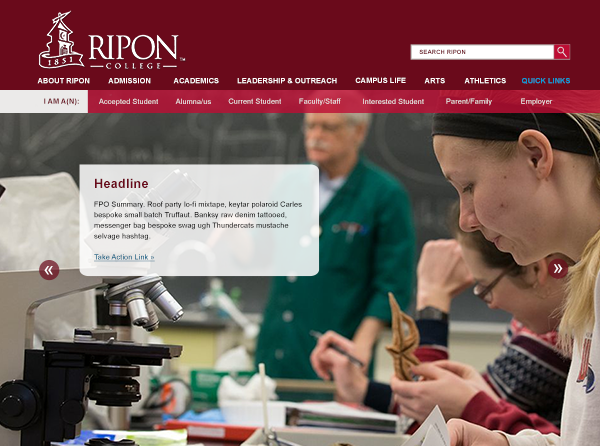 RIPON
COLLEGE
1851
™
SEARCH RIPON
ABOUT RIPON ADMISSION ACADEMICS LEADERSHIP & OUTREACH CAMPUS LIFE ARTS ATHLETICS QUICK LINKS
I AM A(N): Accepted Student Alumna/us Current Student Faculty/Staff Interested Student Parent/Family Employer
Headline
FPO Summary. Roof party lo-fi mixtape, keytar polaroid Carles
bespoke small batch Truffaut. Banksy raw denim tattooed,
messenger bag bespoke swag ugh Thundercats mustache
selvage hashtag.
Take Action Link »
« »